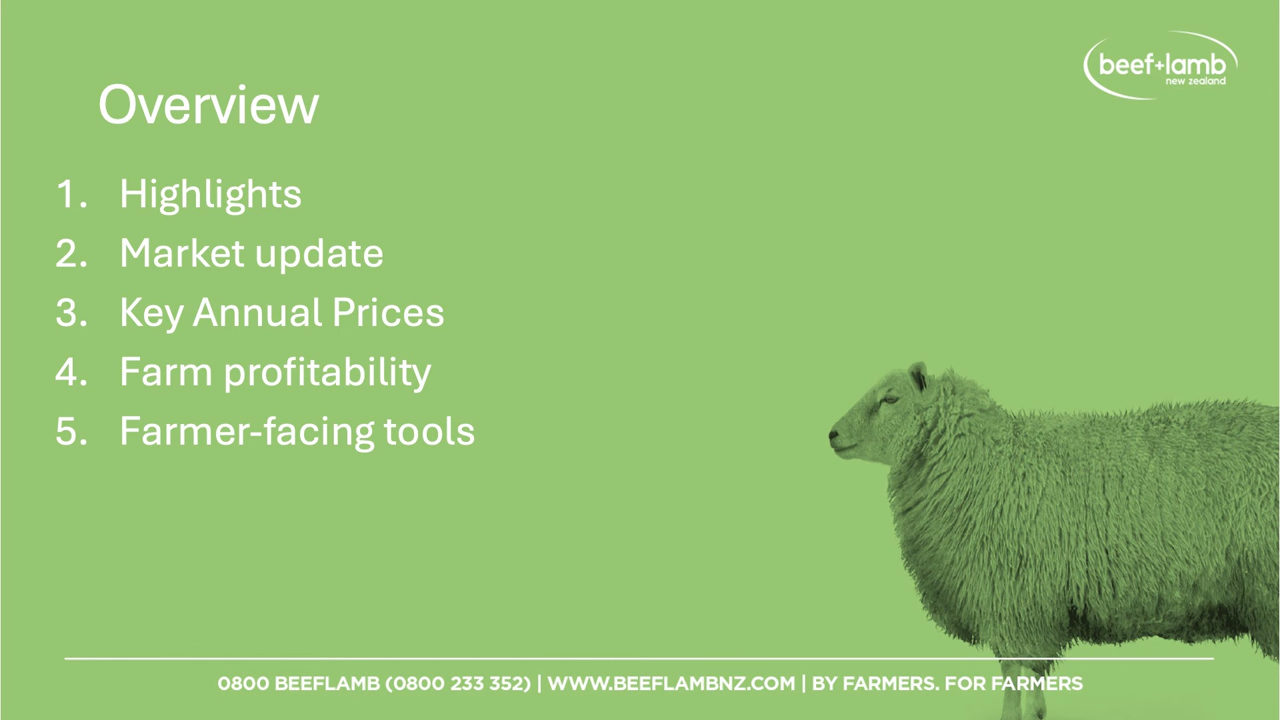 beef+lamb
new zealand
Overview
1. Highlights
2. Market update
3. Key Annual Prices
4. Farm profitability
5. Farmer-facing tools
0800 BEEFLAMB (0800 233 352) | WWW.BEEFLAMBNZ.COM | BY FARMERS. FOR FARMERS